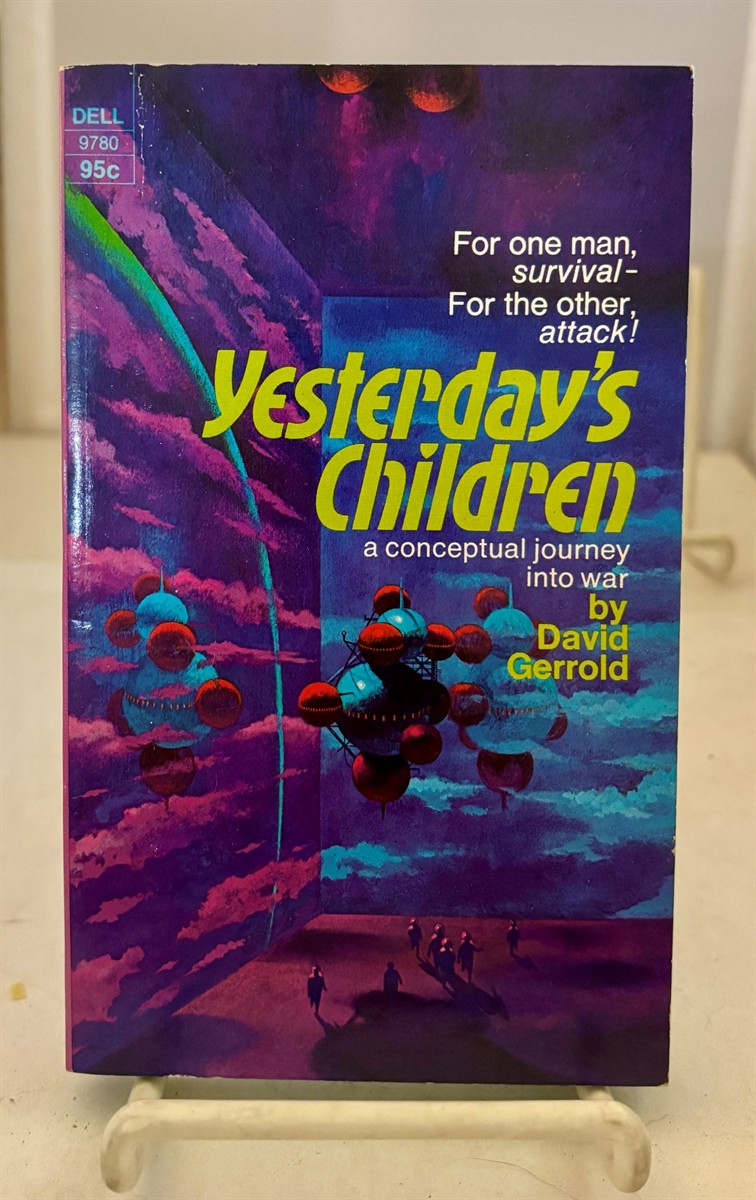 DELL
9780
95c
For one man,
survival–
For the other,
attack!
Yesterday's
Children
a conceptual journey
into war
by
David
Gerrold